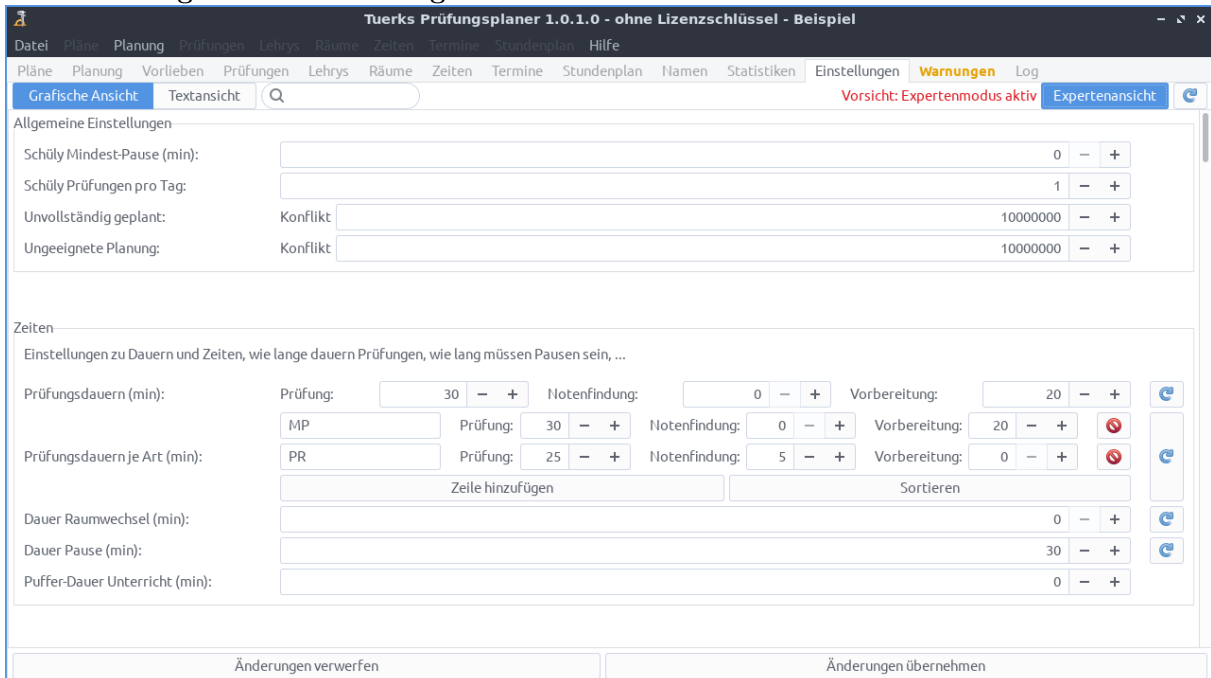 Tuerks Prüfungsplaner 1.0.1.0 - ohne Lizenzschlüssel - Beispiel
Datei Pläne Planung Prüfungen Lehrys Räume Zeiten Termine Stundenplan Hilfe
Pläne Planung Vorlieben Prüfungen Lehrys Räume Zeiten Termine Stundenplan Namen Statistiken Einstellungen Warnungen Log
Grafische Ansicht Textansicht Vorsicht: Expertenmodus aktiv Expertenansicht
Allgemeine Einstellungen
Schüly Mindest-Pause (min): 0 − +
Schüly Prüfungen pro Tag: 1 − +
Unvollständig geplant: Konflikt 10000000 − +
Ungeeignete Planung: Konflikt 10000000 − +
Zeiten
Einstellungen zu Dauern und Zeiten, wie lange dauern Prüfungen, wie lang müssen Pausen sein, ...
Prüfungsdauern (min): Prüfung: 30 − + Notenfindung: 0 − + Vorbereitung: 20 − +
MP Prüfung: 30 − + Notenfindung: 0 − + Vorbereitung: 20 − +
Prüfungsdauern je Art (min): PR Prüfung: 25 − + Notenfindung: 5 − + Vorbereitung: 0 − +
Zeile hinzufügen Sortieren
Dauer Raumwechsel (min): 0 − +
Dauer Pause (min): 30 − +
Puffer-Dauer Unterricht (min): 0 − +
Änderungen verwerfen Änderungen übernehmen